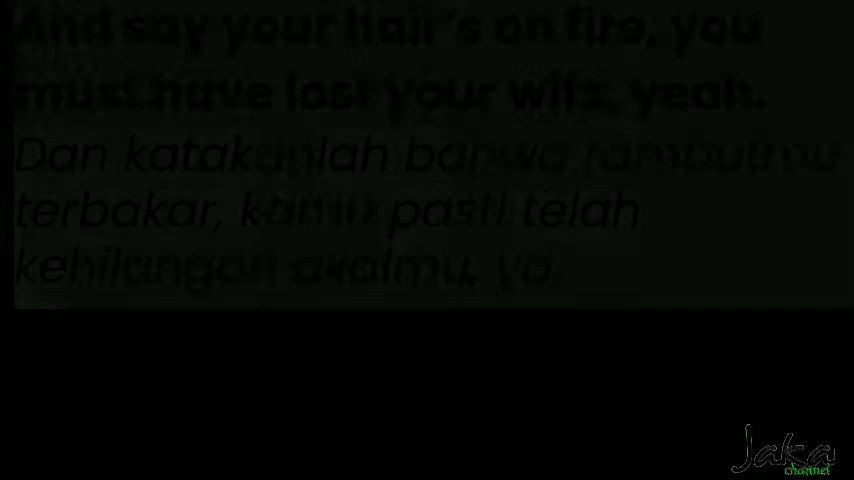 And say your hair's on fire, you
must have lost your wits, yeah.
Dan katakanlah bahwa rambutmu
terbakar, kamu pasti telah
kehilangan akalmu, ya.
Jaka
channel